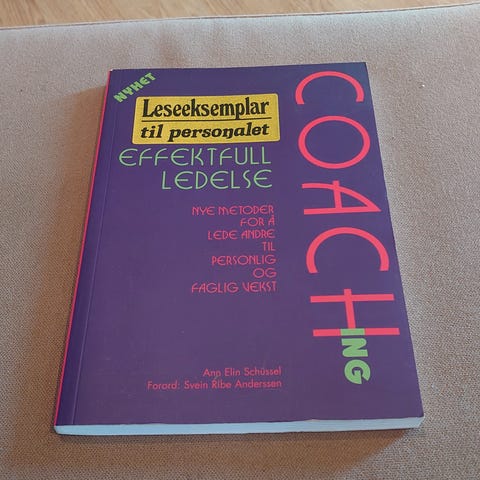 NYHET
Leseeksemplar
til personalet
EFFEKTFULL
LEDELSE
NYE METODER
FOR Å
LEDE ANDRE
TIL
PERSONLIG
OG
FAGLIG VEKST
COACHING
Ann Elin Schüssel
Forord: Svein Ribe Anderssen